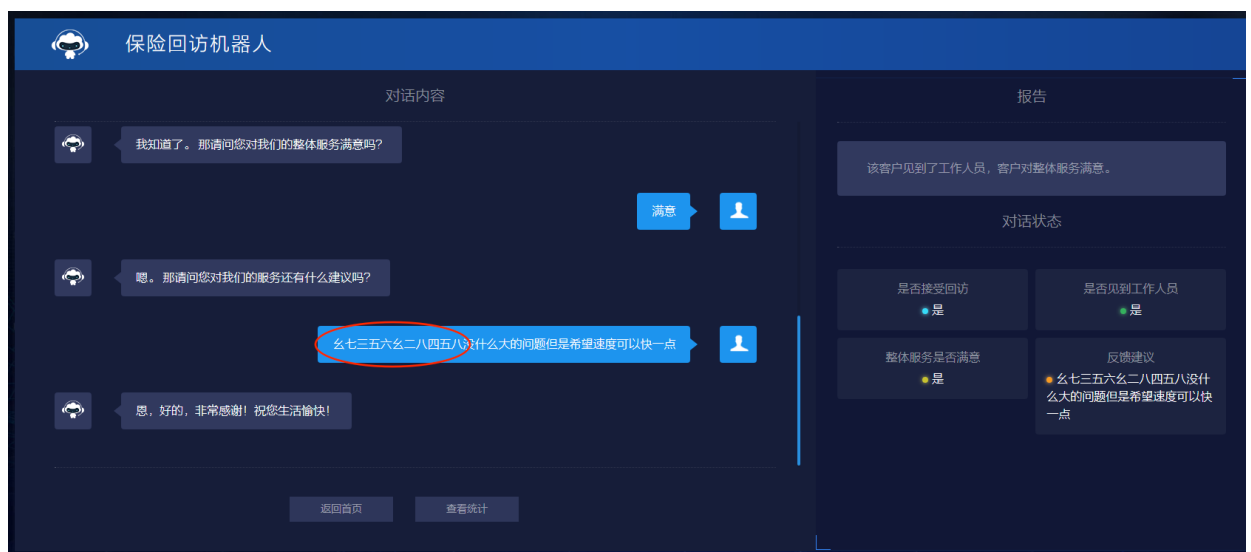 保险回访机器人
对话内容
我知道了。那请问您对我们的整体服务满意吗?
满意
嗯。那请问您对我们的服务还有什么建议吗?
幺七三五六幺二八四五八没什么大的问题但是希望速度可以快一点
恩,好的,非常感谢!祝您生活愉快!
返回首页
查看统计
报告
该客户见到了工作人员,客户对整体服务满意。
对话状态
是否接受回访
是
是否见到工作人员
是
整体服务是否满意
是
反馈建议
幺七三五六幺二八四五八没什
么大的问题但是希望速度可以快
一点